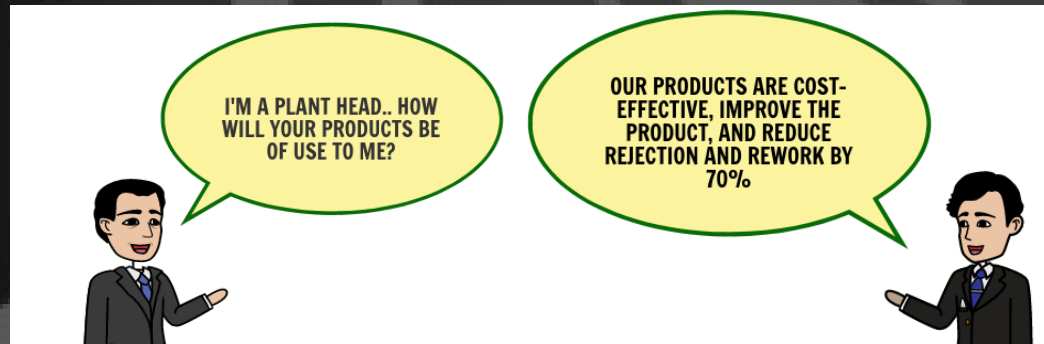 I'M A PLANT HEAD.. HOW
WILL YOUR PRODUCTS BE
OF USE TO ME?
OUR PRODUCTS ARE COST-
EFFECTIVE, IMPROVE THE
PRODUCT, AND REDUCE
REJECTION AND REWORK BY
70%